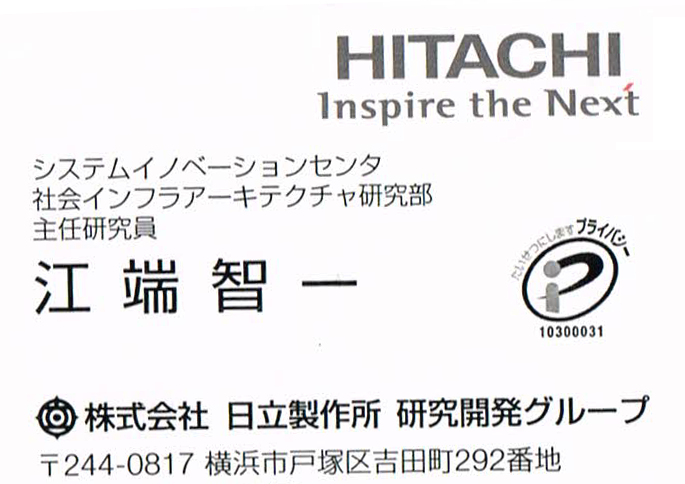 HITACHI
Inspire the Next
システムイノベーションセンタ
社会インフラアーキテクチャ研究部
主任研究員
江端智一
たいせつにしますプライバシー
10300031
株式会社 日立製作所 研究開発グループ
〒244-0817 横浜市戸塚区吉田町292番地